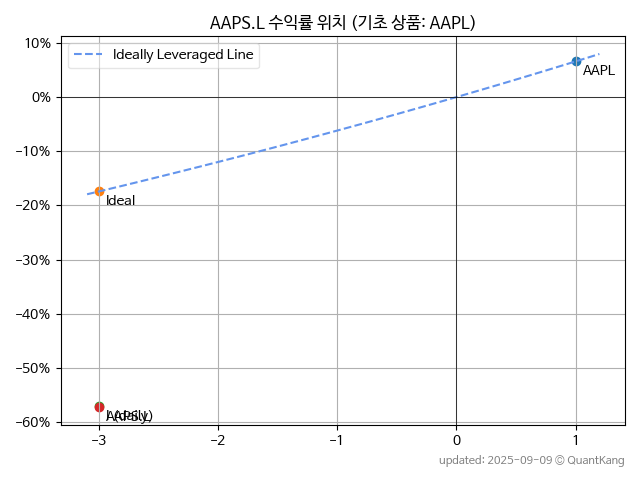 AAPS.L 수익률 위치 (기초 상품: AAPL)
10%
Ideally Leveraged Line
AAPL
0%
-10%
Ideal
-20%
-30%
-40%
-50%
-60%
-3
-2
-1
0
1
updated: 2025-09-09 © QuantKang